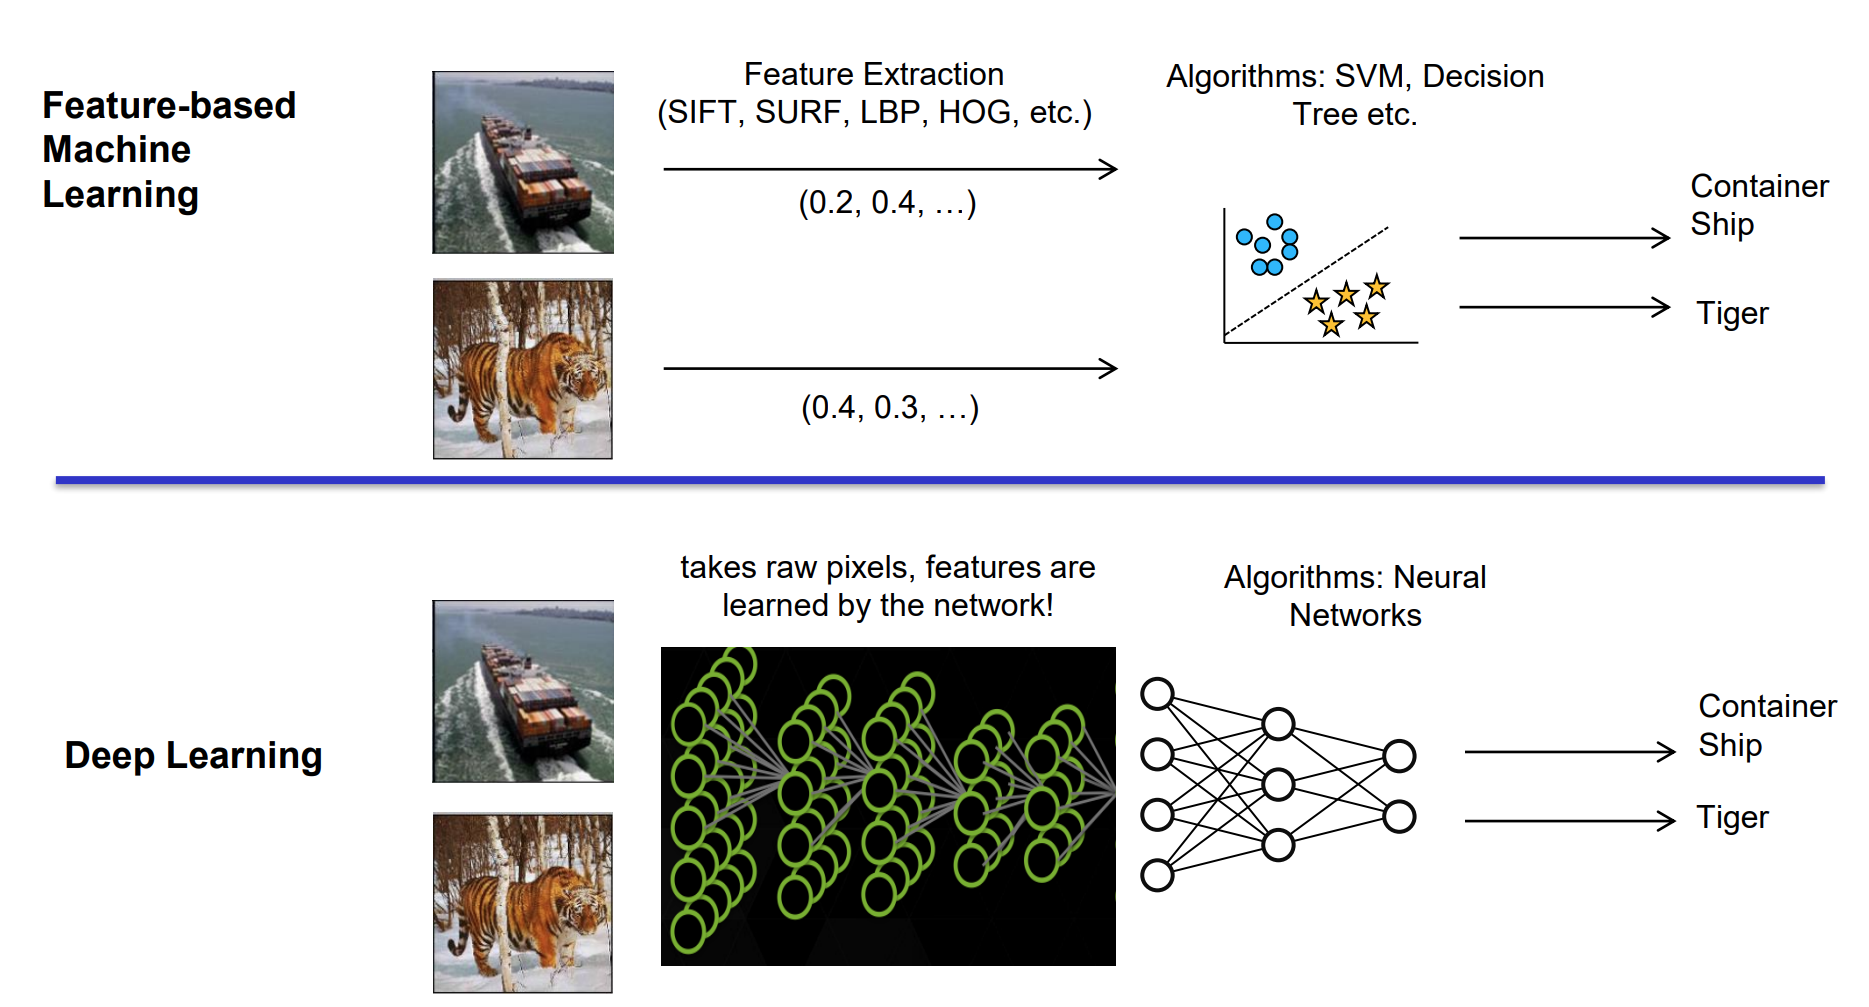 Feature-based
Machine
Learning
Feature Extraction
(SIFT, SURF, LBP, HOG, etc.)
(0.2, 0.4, …)
(0.4, 0.3, …)
Algorithms: SVM, Decision
Tree etc.
Container
Ship
Tiger
Deep Learning
takes raw pixels, features are
learned by the network!
Algorithms: Neural
Networks
Container
Ship
Tiger